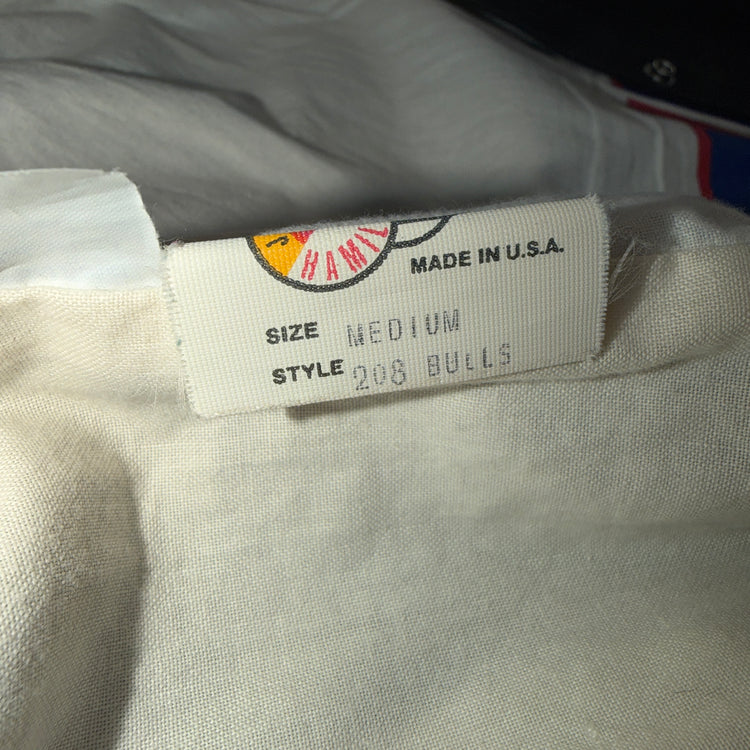 HAMIL
MADE IN U.S.A.
SIZE MEDIUM
STYLE 208 BULLS